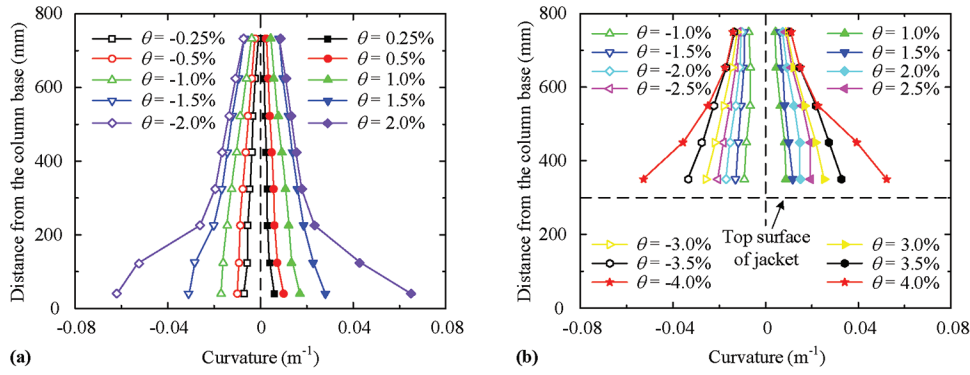 800
600
400
200
0
Distance from the column base (mm)
θ = -0.25%
θ = -0.5%
θ = -1.0%
θ = -1.5%
θ = -2.0%
θ = 0.25%
θ = 0.5%
θ = 1.0%
θ = 1.5%
θ = 2.0%
-0.08 -0.04 0 0.04 0.08
Curvature (m⁻¹)
(a)
800
600
400
200
0
Distance from the column base (mm)
θ = -1.0%
θ = -1.5%
θ = -2.0%
θ = -2.5%
θ = 1.0%
θ = 1.5%
θ = 2.0%
θ = 2.5%
Top surface
of jacket
θ = -3.0%
θ = -3.5%
θ = -4.0%
θ = 3.0%
θ = 3.5%
θ = 4.0%
-0.08 -0.04 0 0.04 0.08
Curvature (m⁻¹)
(b)